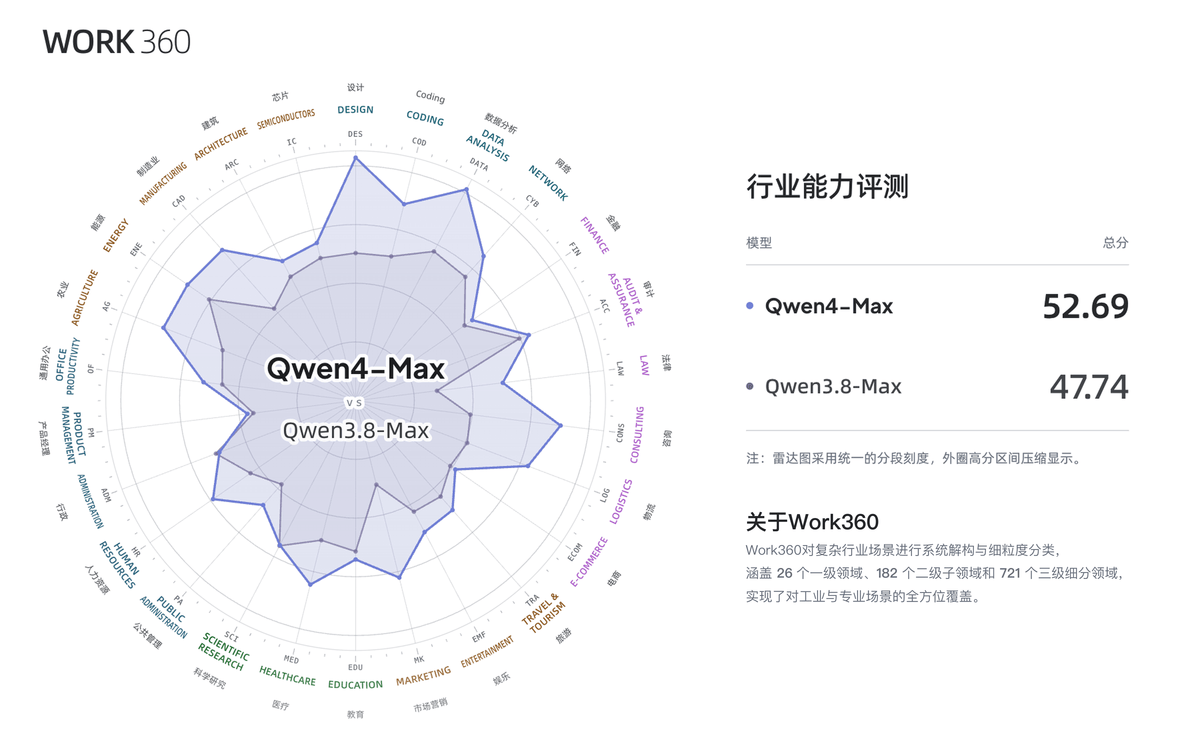 WORK 360
设计
DESIGN
DES
Coding
CODING
COD
数据分析
DATA
ANALYSIS
DATA
网络
NETWORK
CYB
金融
FINANCE
FIN
审计
AUDIT &
ASSURANCE
ACC
法律
LAW
LAW
咨询
CONSULTING
CONS
物流
LOGISTICS
LOG
电商
E-COMMERCE
ECOM
旅游
TRAVEL &
TOURISM
TRA
娱乐
ENTERTAINMENT
EMF
市场营销
MARKETING
MK
教育
EDUCATION
EDU
医疗
HEALTHCARE
MED
科学研究
SCIENTIFIC
RESEARCH
SCI
公共管理
PUBLIC
ADMINISTRATION
PA
人力资源
HUMAN
RESOURCES
HR
行政
ADMINISTRATION
ADM
产品经理
PRODUCT
MANAGEMENT
PM
通用办公
OFFICE
PRODUCTIVITY
OF
农业
AGRICULTURE
AG
能源
ENERGY
ENE
制造业
MANUFACTURING
CAD
建筑
ARCHITECTURE
ARC
芯片
SEMICONDUCTORS
IC
Qwen4-Max
VS
Qwen3.8-Max
行业能力评测
模型 总分
Qwen4-Max 52.69
Qwen3.8-Max 47.74
注：雷达图采用统一的分段刻度，外圈高分区间压缩显示。
关于Work360
Work360对复杂行业场景进行系统解构与细粒度分类，
涵盖 26 个一级领域、182 个二级子领域和 721 个三级细分领域，
实现了对工业与专业场景的全方位覆盖。